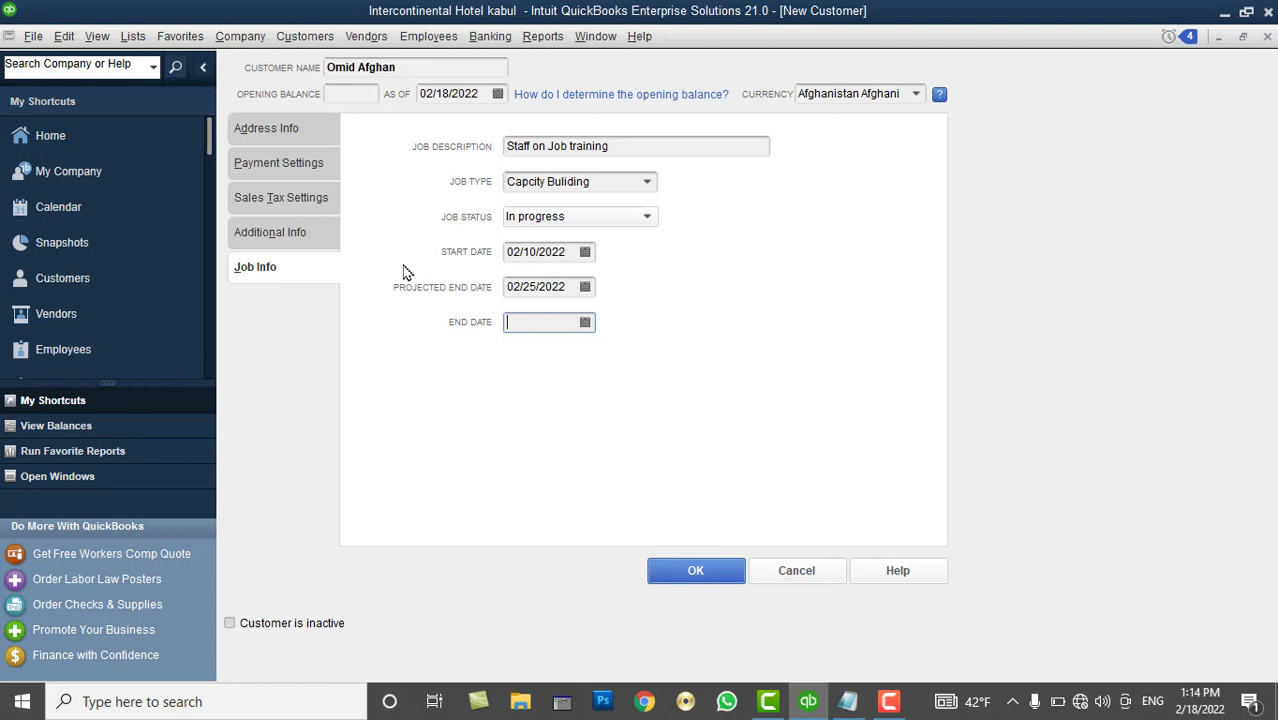 Intercontinental Hotel kabul - Intuit QuickBooks Enterprise Solutions 21.0 - [New Customer]
File Edit View Lists Favorites Company Customers Vendors Employees Banking Reports Window Help
4
Search Company or Help
My Shortcuts
Home
My Company
Calendar
Snapshots
Customers
Vendors
Employees
My Shortcuts
View Balances
Run Favorite Reports
Open Windows
Do More With QuickBooks
Get Free Workers Comp Quote
Order Labor Law Posters
Order Checks & Supplies
Promote Your Business
Finance with Confidence
CUSTOMER NAME Omid Afghan
OPENING BALANCE AS OF 02/18/2022 How do I determine the opening balance? CURRENCY Afghanistan Afghani ?
Address Info
Payment Settings
Sales Tax Settings
Additional Info
Job Info
JOB DESCRIPTION Staff on Job training
JOB TYPE Capcity Buliding
JOB STATUS In progress
START DATE 02/10/2022
PROJECTED END DATE 02/25/2022
END DATE
OK Cancel Help
Customer is inactive
Type here to search
Ps
qb
42°F
ENG
1:14 PM
2/18/2022
1